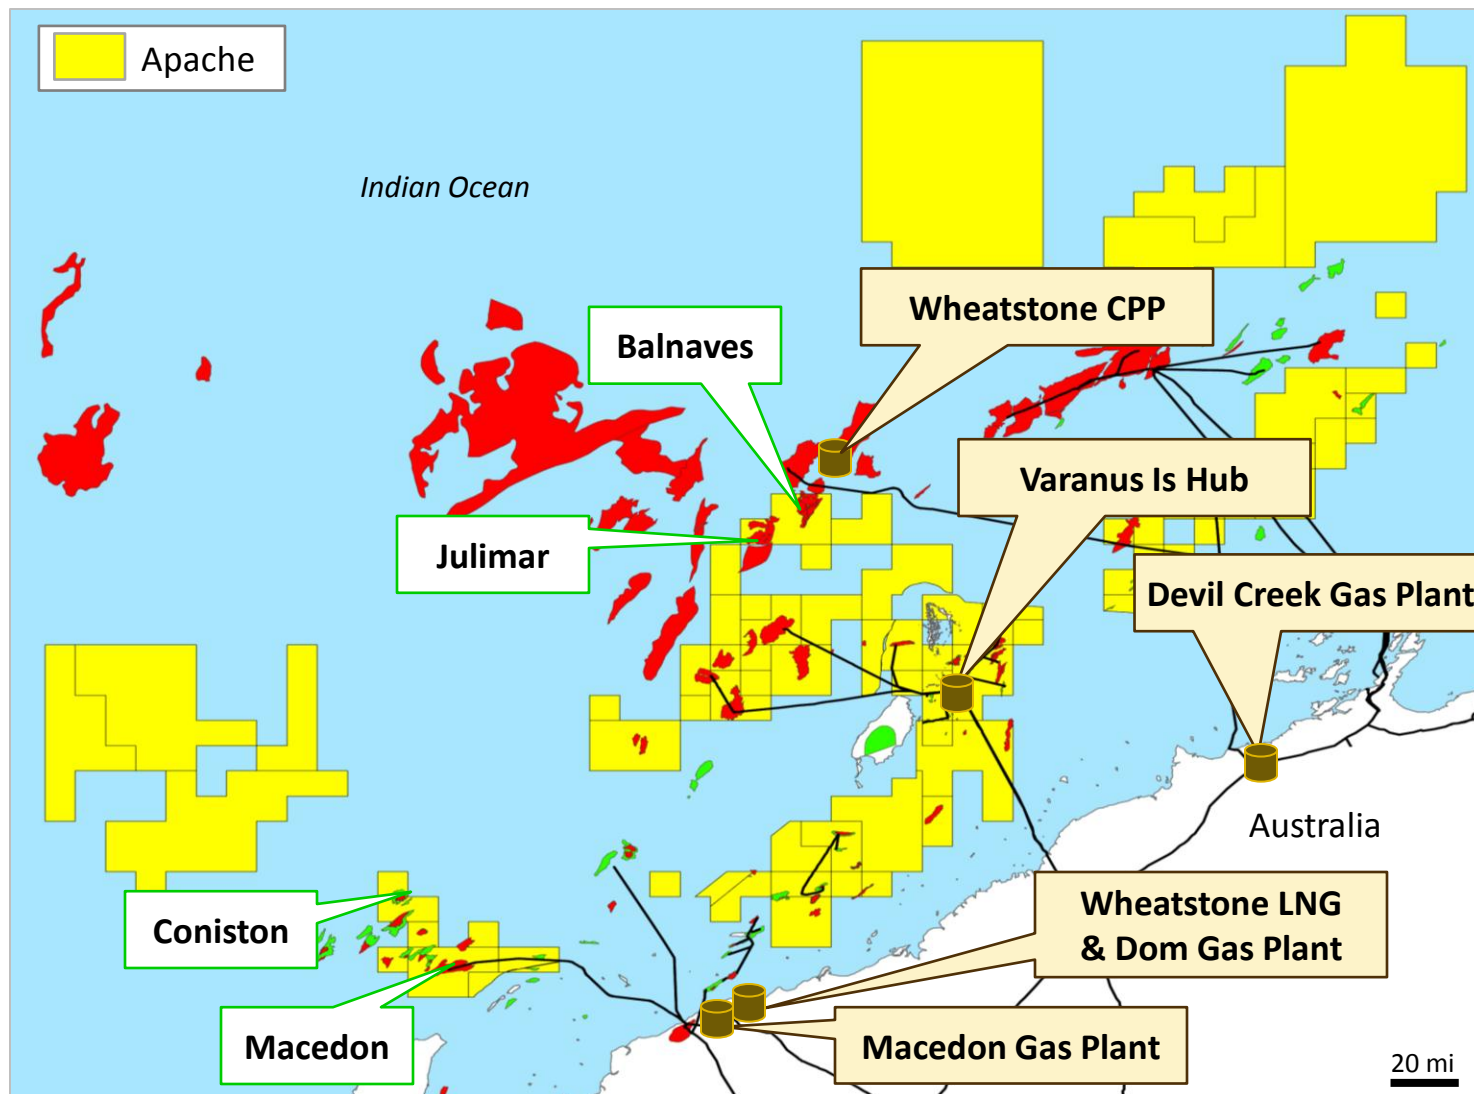 Apache
Indian Ocean
Wheatstone CPP
Balnaves
Varanus Is Hub
Julimar
Devil Creek Gas Plant
Australia
Wheatstone LNG
& Dom Gas Plant
Coniston
Macedon
Macedon Gas Plant
20 mi